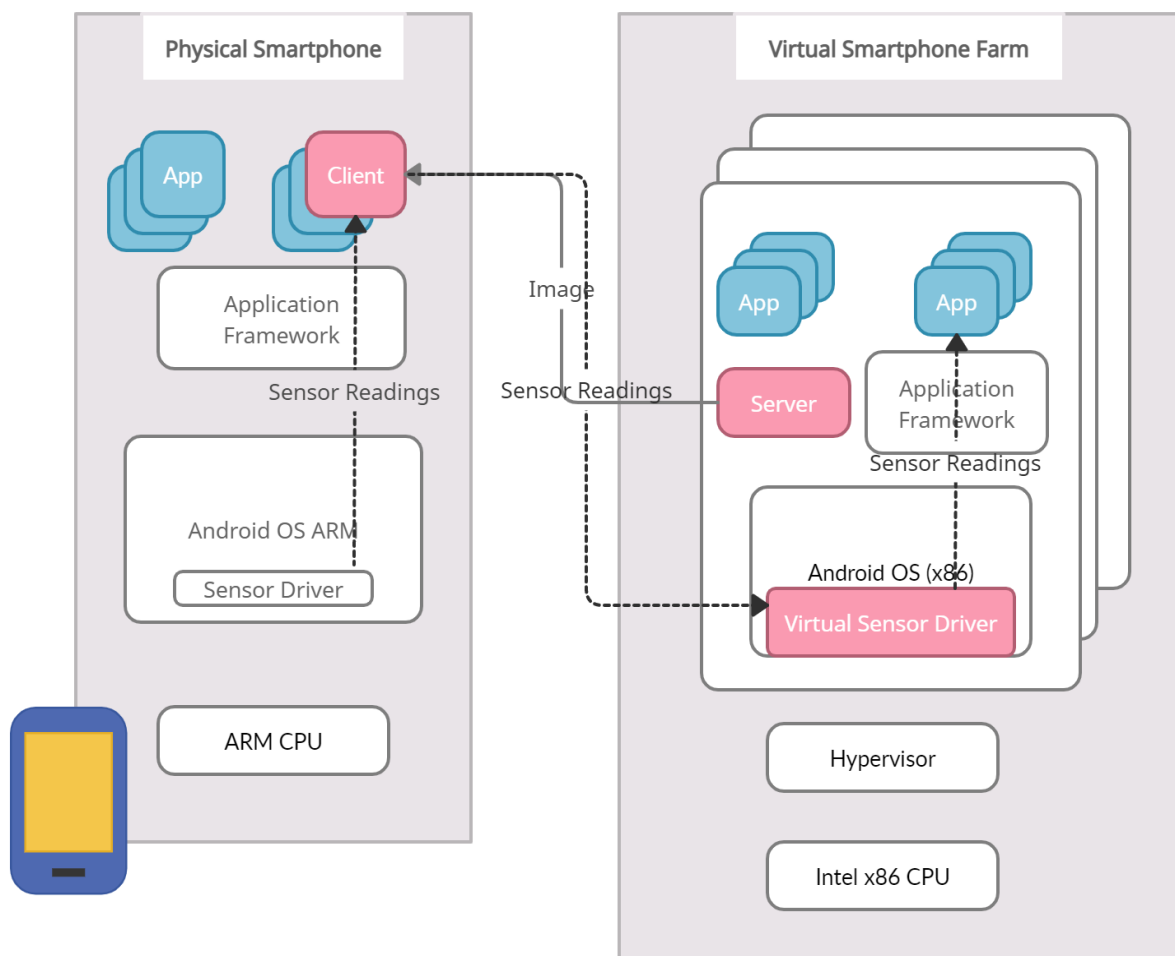 Physical Smartphone
App
Client
Application
Framework
Sensor Readings
Android OS ARM
Sensor Driver
ARM CPU
Image
Sensor Readings
Virtual Smartphone Farm
App
App
Server
Application
Framework
Sensor Readings
Android OS (x86)
Virtual Sensor Driver
Hypervisor
Intel x86 CPU